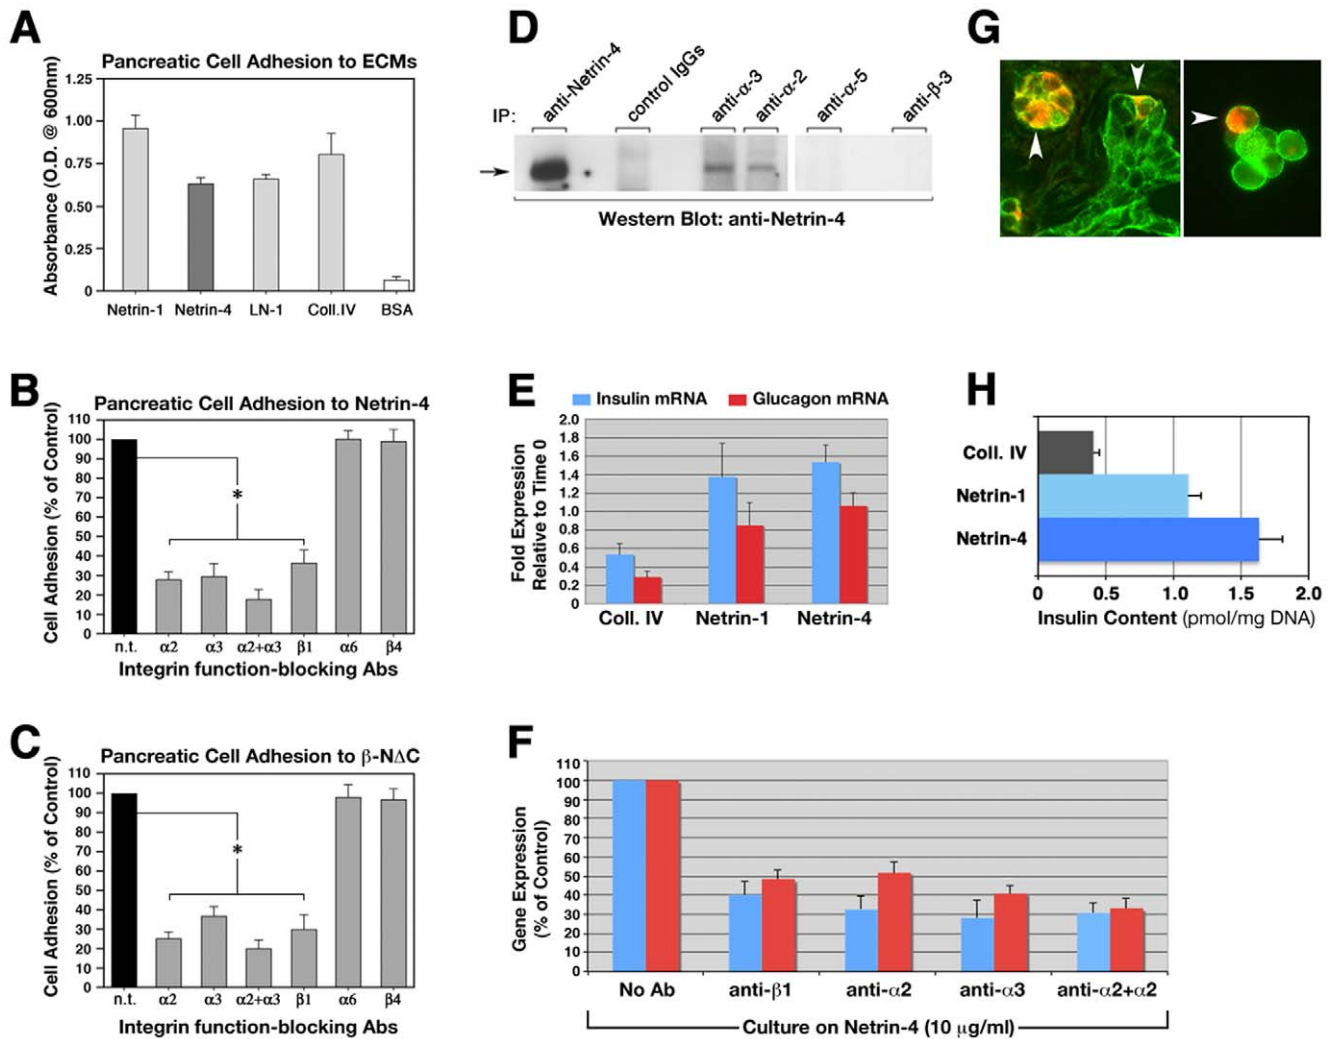 A
Pancreatic Cell Adhesion to ECMs
Absorbance (O.D. @ 600nm)
1.25
1.00
0.75
0.50
0.25
0
Netrin-1 Netrin-4 LN-1 Coll.IV BSA
B
Pancreatic Cell Adhesion to Netrin-4
Cell Adhesion (% of Control)
110
100
90
80
70
60
50
40
30
20
10
0
*
n.t. α2 α3 α2+α3 β1 α6 β4
Integrin function-blocking Abs
C
Pancreatic Cell Adhesion to β-NΔC
Cell Adhesion (% of Control)
110
100
90
80
70
60
50
40
30
20
10
0
*
n.t. α2 α3 α2+α3 β1 α6 β4
Integrin function-blocking Abs
D
IP: anti-Netrin-4 control IgGs anti-α-3 anti-α-2 anti-α-5 anti-β-3
Western Blot: anti-Netrin-4
E
Insulin mRNA Glucagon mRNA
Fold Expression
Relative to Time 0
2.0
1.8
1.6
1.4
1.2
1.0
0.8
0.6
0.4
0.2
0
Coll. IV Netrin-1 Netrin-4
F
Gene Expression
(% of Control)
110
100
90
80
70
60
50
40
30
20
10
0
No Ab anti-β1 anti-α2 anti-α3 anti-α2+α2
Culture on Netrin-4 (10 μg/ml)
G
H
Coll. IV
Netrin-1
Netrin-4
0 0.5 1.0 1.5 2.0
Insulin Content (pmol/mg DNA)